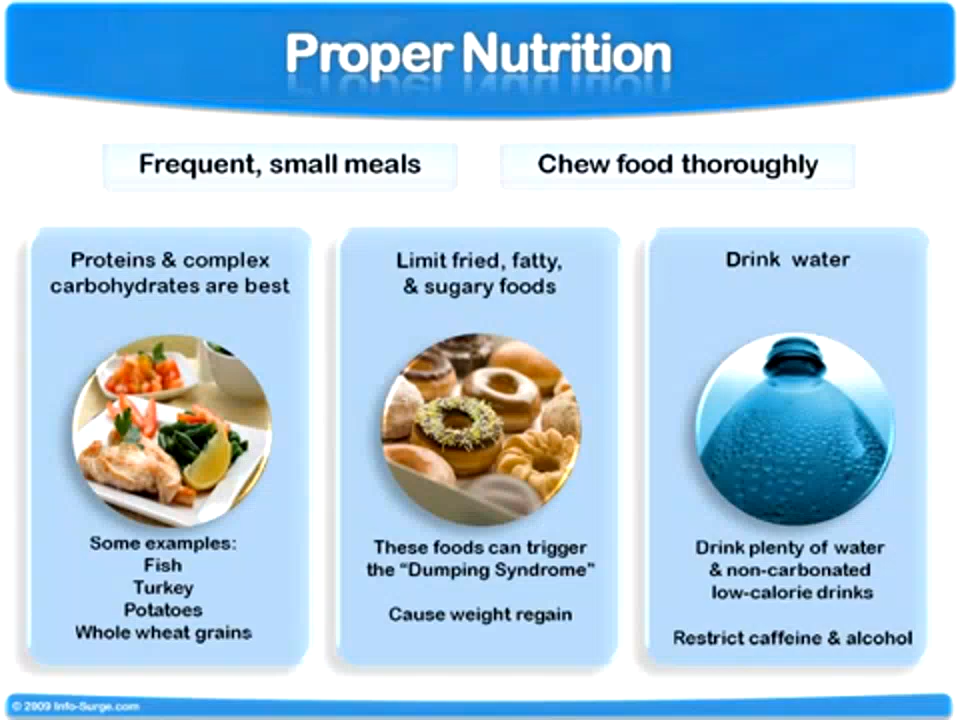 Proper Nutrition
Frequent, small meals
Chew food thoroughly
Proteins & complex
carbohydrates are best
Some examples:
Fish
Turkey
Potatoes
Whole wheat grains
Limit fried, fatty,
& sugary foods
These foods can trigger
the "Dumping Syndrome"
Cause weight regain
Drink water
Drink plenty of water
& non-carbonated
low-calorie drinks
Restrict caffeine & alcohol
© 2009 Info-Surge.com